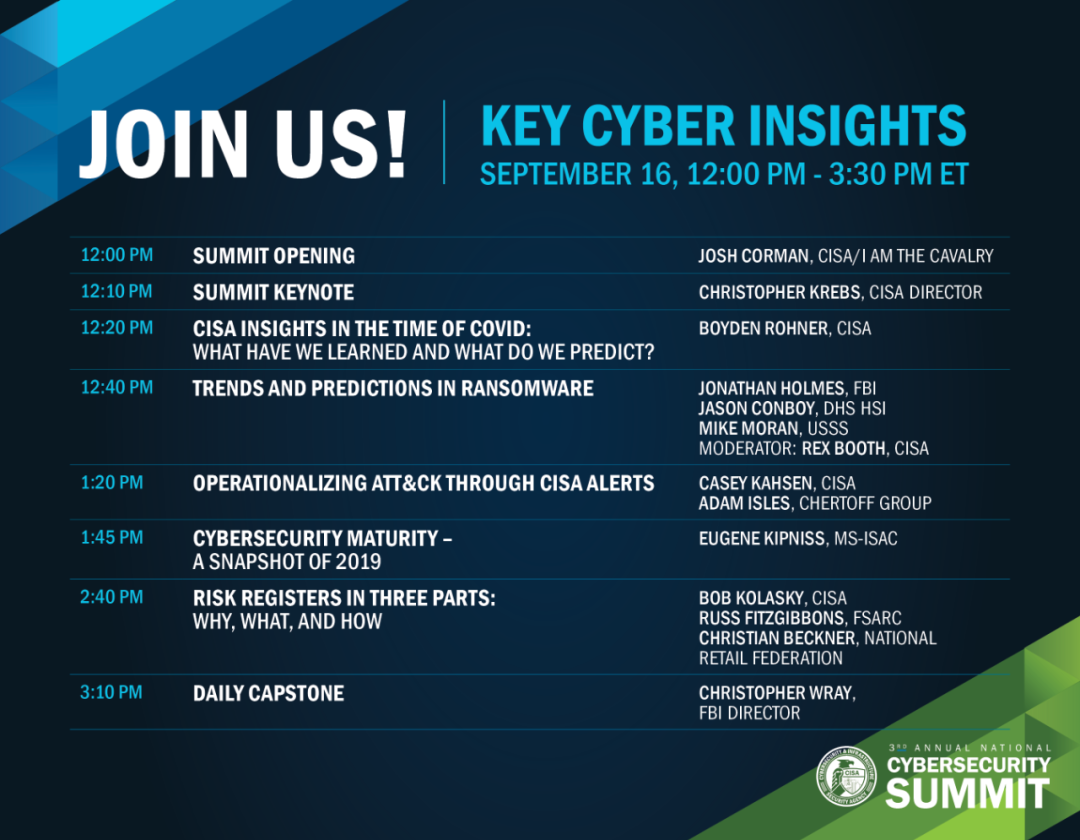 JOIN US!
KEY CYBER INSIGHTS
SEPTEMBER 16, 12:00 PM - 3:30 PM ET
12:00 PM SUMMIT OPENING JOSH CORMAN, CISA/I AM THE CAVALRY
12:10 PM SUMMIT KEYNOTE CHRISTOPHER KREBS, CISA DIRECTOR
12:20 PM CISA INSIGHTS IN THE TIME OF COVID: BOYDEN ROHNER, CISA
WHAT HAVE WE LEARNED AND WHAT DO WE PREDICT?
12:40 PM TRENDS AND PREDICTIONS IN RANSOMWARE JONATHAN HOLMES, FBI
JASON CONBOY, DHS HSI
MIKE MORAN, USSS
MODERATOR: REX BOOTH, CISA
1:20 PM OPERATIONALIZING ATT&CK THROUGH CISA ALERTS CASEY KAHSEN, CISA
ADAM ISLES, CHERTOFF GROUP
1:45 PM CYBERSECURITY MATURITY – EUGENE KIPNISS, MS-ISAC
A SNAPSHOT OF 2019
2:40 PM RISK REGISTERS IN THREE PARTS: BOB KOLASKY, CISA
WHY, WHAT, AND HOW RUSS FITZGIBBONS, FSARC
CHRISTIAN BECKNER, NATIONAL
RETAIL FEDERATION
3:10 PM DAILY CAPSTONE CHRISTOPHER WRAY,
FBI DIRECTOR
CYBERSECURITY & INFRASTRUCTURE
CISA
SECURITY AGENCY
3RD ANNUAL NATIONAL
CYBERSECURITY
SUMMIT